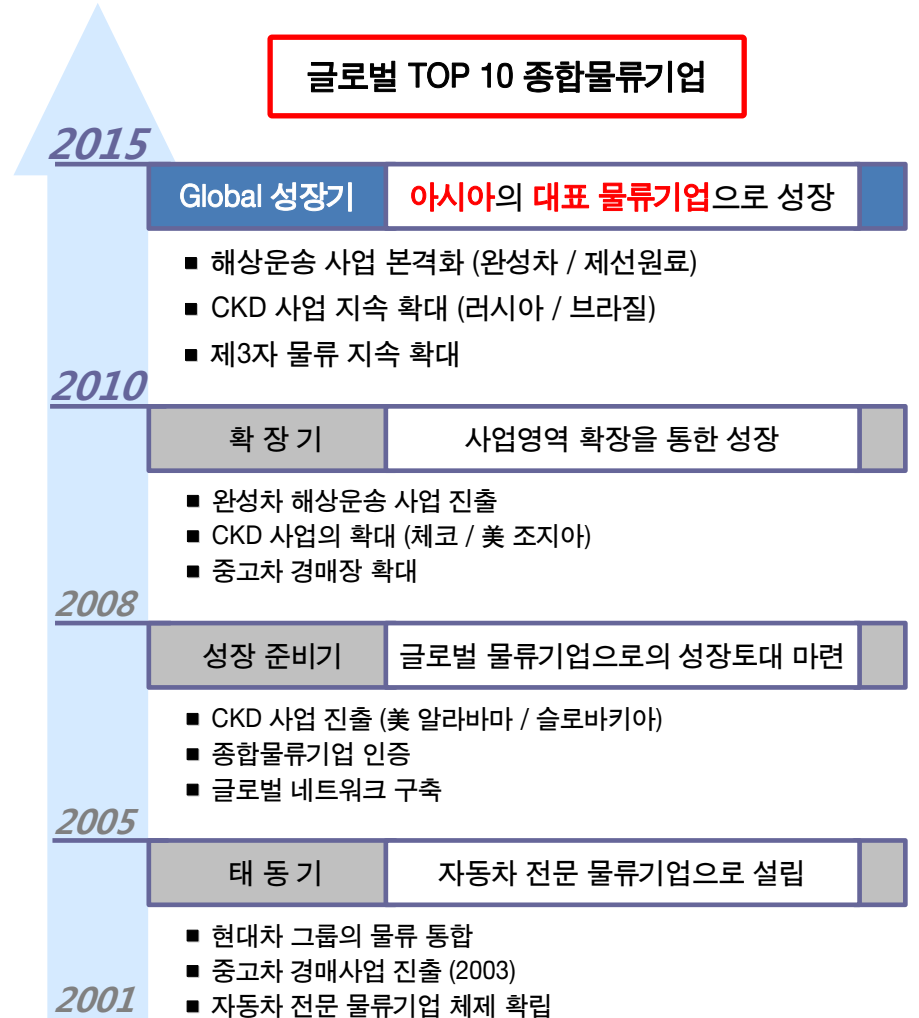 글로벌 TOP 10 종합물류기업
2015
Global 성장기 아시아의 대표 물류기업으로 성장
■ 해상운송 사업 본격화 (완성차 / 제선원료)
■ CKD 사업 지속 확대 (러시아 / 브라질)
■ 제3자 물류 지속 확대
2010
확 장 기 사업영역 확장을 통한 성장
■ 완성차 해상운송 사업 진출
■ CKD 사업의 확대 (체코 / 美 조지아)
■ 중고차 경매장 확대
2008
성장 준비기 글로벌 물류기업으로의 성장토대 마련
■ CKD 사업 진출 (美 알라바마 / 슬로바키아)
■ 종합물류기업 인증
■ 글로벌 네트워크 구축
2005
태 동 기 자동차 전문 물류기업으로 설립
■ 현대차 그룹의 물류 통합
■ 중고차 경매사업 진출 (2003)
2001
■ 자동차 전문 물류기업 체제 확립